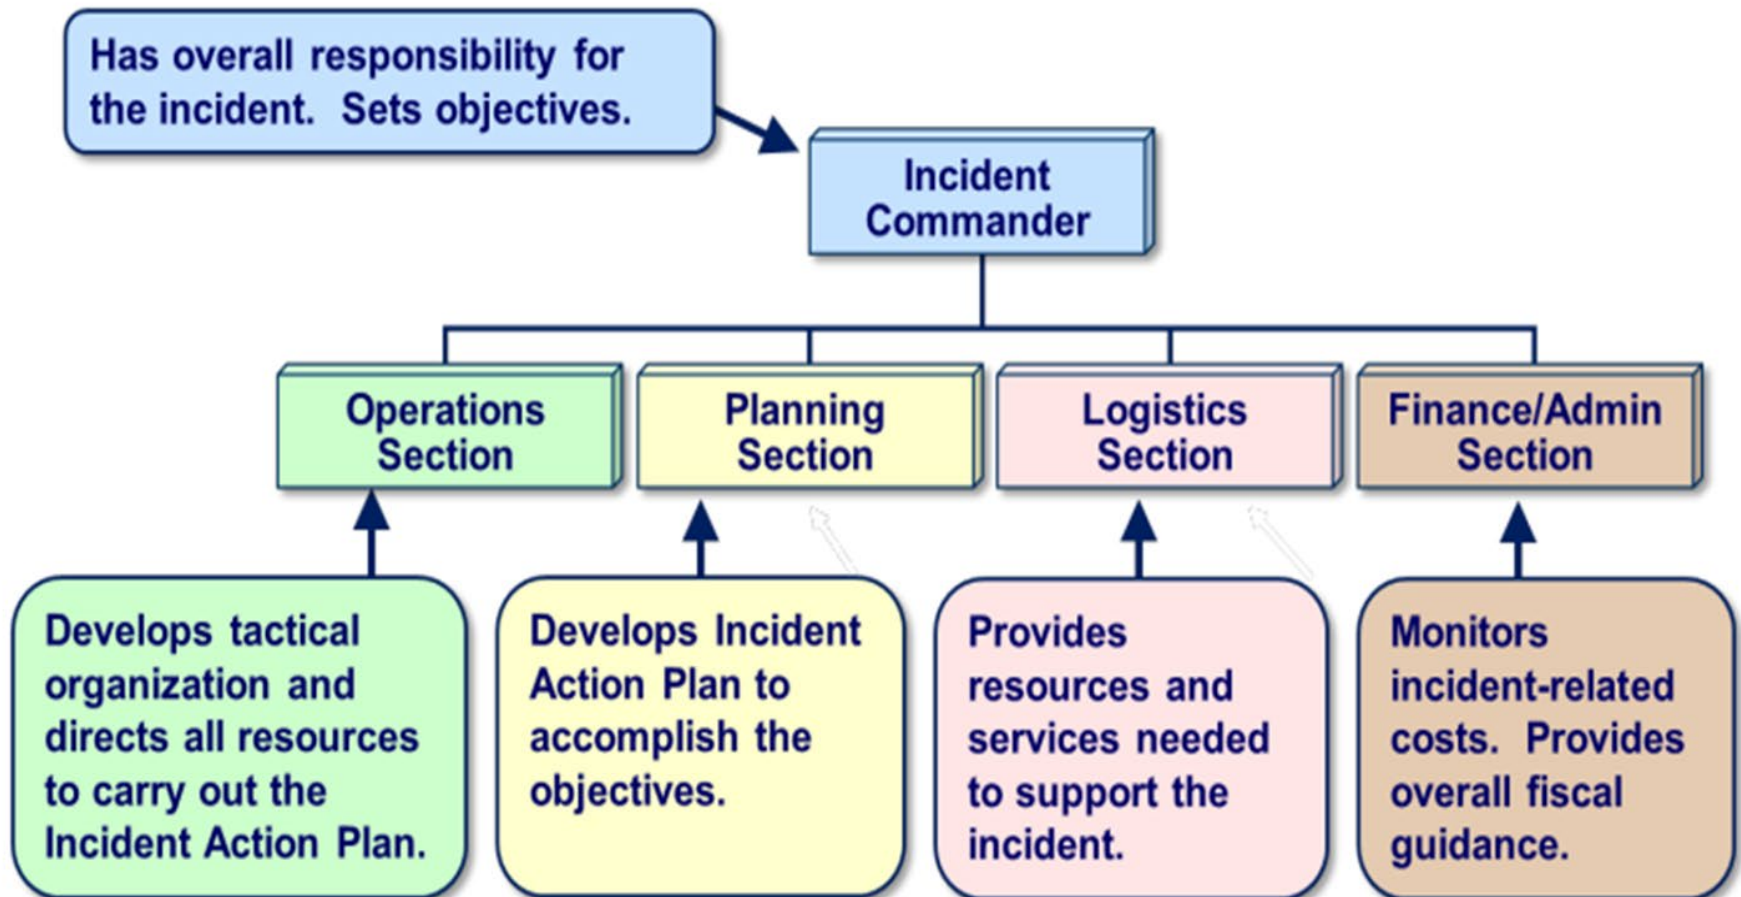 Has overall responsibility for
the incident.  Sets objectives.
Incident
Commander
Operations
Section
Planning
Section
Logistics
Section
Finance/Admin
Section
Develops tactical
organization and
directs all resources
to carry out the
Incident Action Plan.
Develops Incident
Action Plan to
accomplish the
objectives.
Provides
resources and
services needed
to support the
incident.
Monitors
incident-related
costs.  Provides
overall fiscal
guidance.